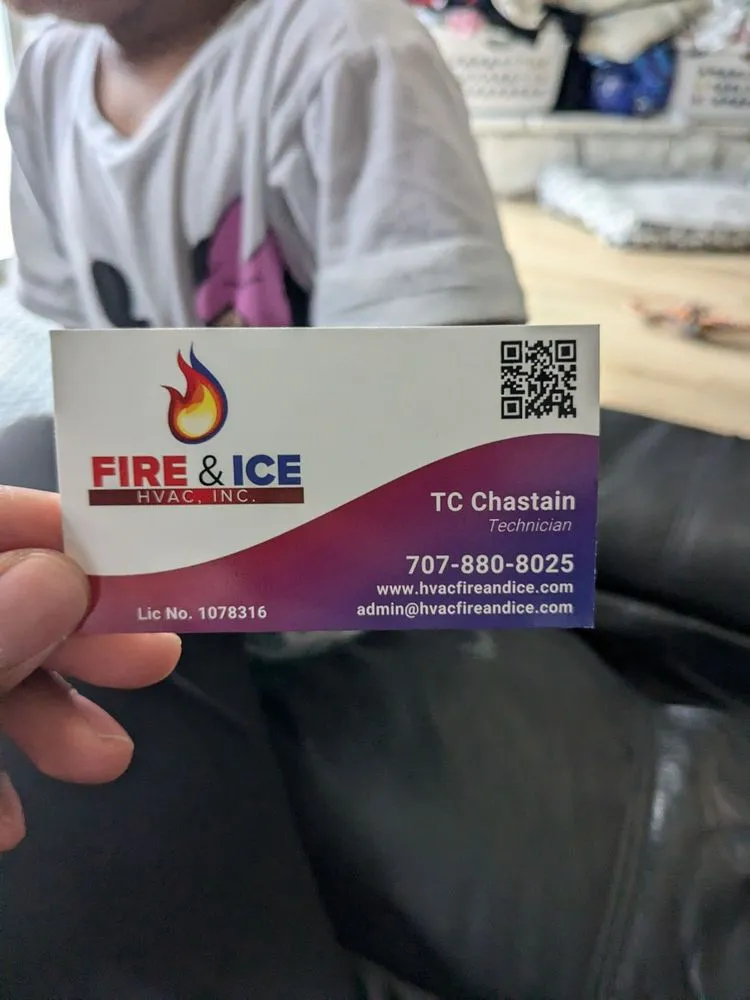 FIRE & ICE
HVAC, INC.
TC Chastain
Technician
707-880-8025
www.hvacfireandice.com
admin@hvacfireandice.com
Lic No. 1078316